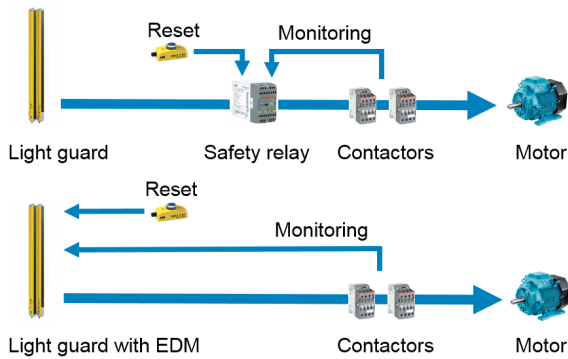 Reset
Monitoring
Light guard
Safety relay
Contactors
Motor
Reset
Monitoring
Light guard with EDM
Contactors
Motor